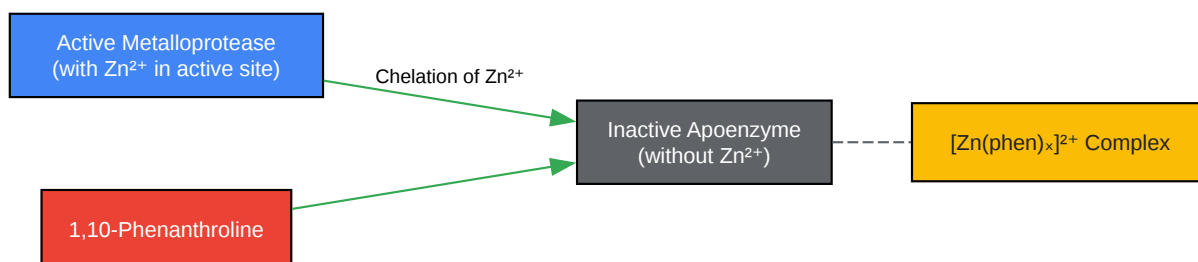 Active Metalloprotease
(with Zn²⁺ in active site)
Chelation of Zn²⁺
1,10-Phenanthroline
Inactive Apoenzyme
(without Zn²⁺)
[Zn(phen)ₓ]²⁺ Complex